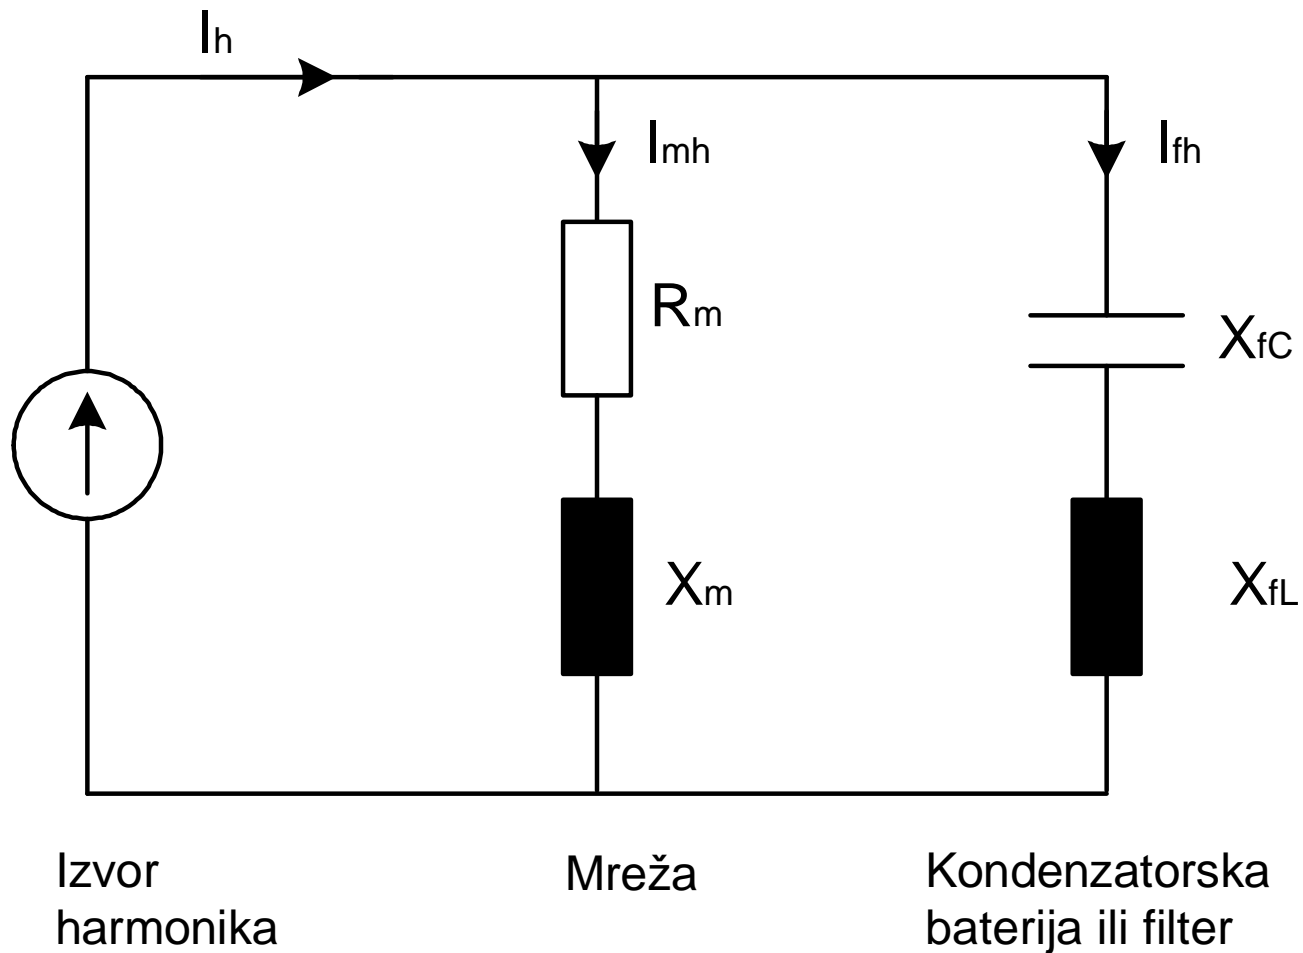 Ih
Imh
Ifh
Rm
XfC
Xm
XfL
Izvor
harmonika
Mreža
Kondenzatorska
baterija ili filter